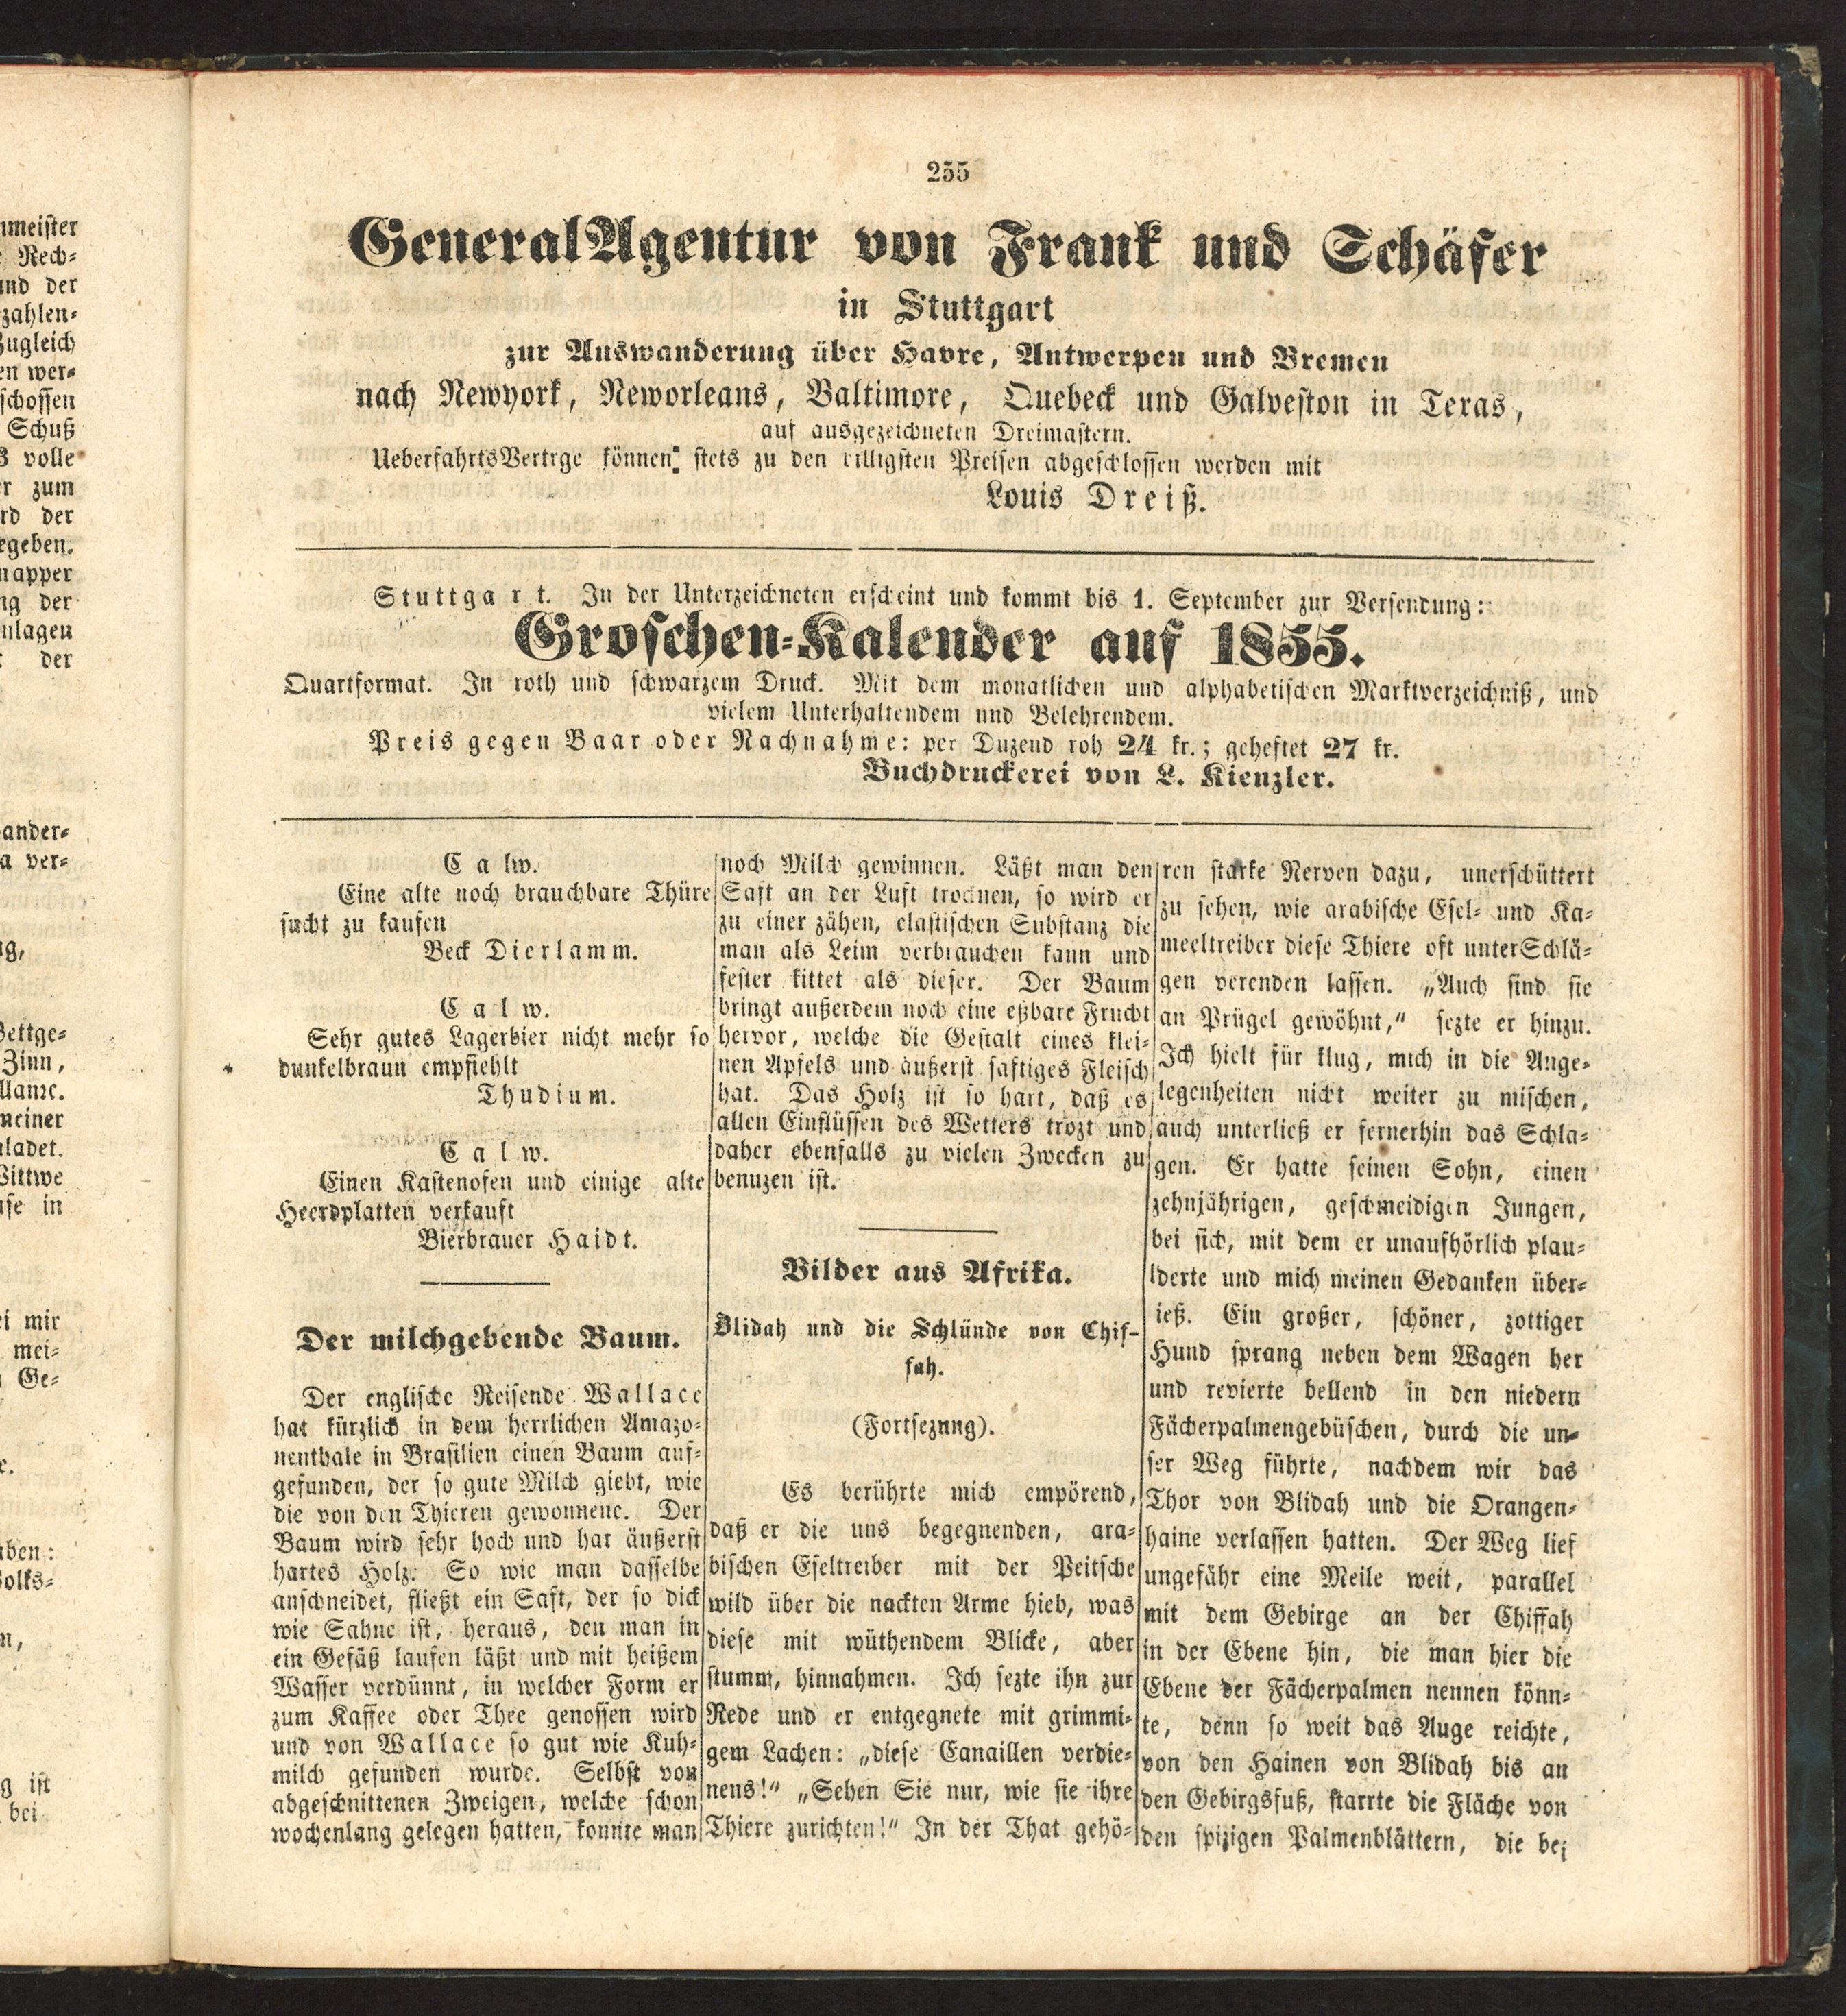 255
GeneralAgentur von Frank und Schäfer
in Stuttgart
zur Auswanderung über Havre, Antwerpen und Bremen
nach Newyork, Neworleans, Baltimore, Quebeck und Galveston in Texas,
auf ausgezeichneten Dreimastern.
UeberfahrtsVertrge können stets zu den billigsten Preisen abgeschlossen werden mit
Louis Dreiß.
Stuttgart. In der Unterzeichneten erscheint und kommt bis 1. September zur Versendung:
Groschen-Kalender auf 1855.
Quartformat. In roth und schwarzem Druck. Mit dem monatlichen und alphabetischen Marktverzeichniß, und
vielem Unterhaltendem und Belehrendem.
Preis gegen Baar oder Nachnahme: per Duzend roh 24 kr.; geheftet 27 kr.
Buchdruckerei von L. Kienzler.
Calw.
Eine alte noch brauchbare Thüre
sucht zu kaufen
Beck Dierlamm.
Calw.
Sehr gutes Lagerbier nicht mehr so
dunkelbraun empfiehlt
Thudium.
Calw.
Einen Kastenofen und einige alte
Heerdplatten verkauft
Bierbrauer Haidt.
Der milchgebende Baum.
Der englische Reisende Wallace
hat kürzlich in dem herrlichen Amazo-
nenthale in Brasilien einen Baum auf-
gefunden, der so gute Milch giebt, wie
die von den Thieren gewonnene. Der
Baum wird sehr hoch und hat äußerst
hartes Holz. So wie man dasselbe
anschneidet, fließt ein Saft, der so dick
wie Sahne ist, heraus, den man in
ein Gefäß laufen läßt und mit heißem
Wasser verdünnt, in welcher Form er
zum Kaffee oder Thee genossen wird
und von Wallace so gut wie Kuh-
milch gefunden wurde. Selbst von
abgeschnittenen Zweigen, welche schon
wochenlang gelegen hatten, konnte man
noch Milch gewinnen. Läßt man den
Saft an der Luft trocknen, so wird er
zu einer zähen, elastischen Substanz die
man als Leim verbrauchen kann und
fester kittet als dieser. Der Baum
bringt außerdem noch eine eßbare Frucht
hervor, welche die Gestalt eines klei-
nen Apfels und äußerst saftiges Fleisch
hat. Das Holz ist so hart, daß es
allen Einflüssen des Wetters trozt und
daher ebenfalls zu vielen Zwecken zu
benuzen ist.
Bilder aus Afrika.
Blidah und die Schlünde von Chif-
fah.
(Fortsezung).
Es berührte mich empörend,
daß er die uns begegnenden, ara-
bischen Eseltreiber mit der Peitsche
wild über die nackten Arme hieb, was
diese mit wüthendem Blicke, aber
stumm, hinnahmen. Ich sezte ihn zur
Rede und er entgegnete mit grimmi-
gem Lachen: „diese Canaillen verdie-
nens!“ „Sehen Sie nur, wie sie ihre
Thiere zurichten!“ In der That gehö-
ren starke Nerven dazu, unerschüttert
zu sehen, wie arabische Esel- und Ka-
meeltreiber diese Thiere oft unter Schlä-
gen verenden lassen. „Auch sind sie
an Prügel gewöhnt,“ sezte er hinzu.
Ich hielt für klug, mich in die Ange-
legenheiten nicht weiter zu mischen,
auch unterließ er fernerhin das Schla-
gen. Er hatte seinen Sohn, einen
zehnjährigen, geschmeidigen Jungen,
bei sich, mit dem er unaufhörlich plau-
lderte und mich meinen Gedanken über-
ieß. Ein großer, schöner, zottiger
Hund sprang neben dem Wagen her
und revierte bellend in den niedern
Fächerpalmengebüschen, durch die un-
ser Weg führte, nachdem wir das
Thor von Blidah und die Orangen-
haine verlassen hatten. Der Weg lief
ungefähr eine Meile weit, parallel
mit dem Gebirge an der Chiffah
in der Ebene hin, die man hier die
Ebene der Fächerpalmen nennen könn-
te, denn so weit das Auge reichte,
von den Hainen von Blidah bis an
den Gebirgsfuß, starrte die Fläche von
den spizigen Palmenblättern, die bei